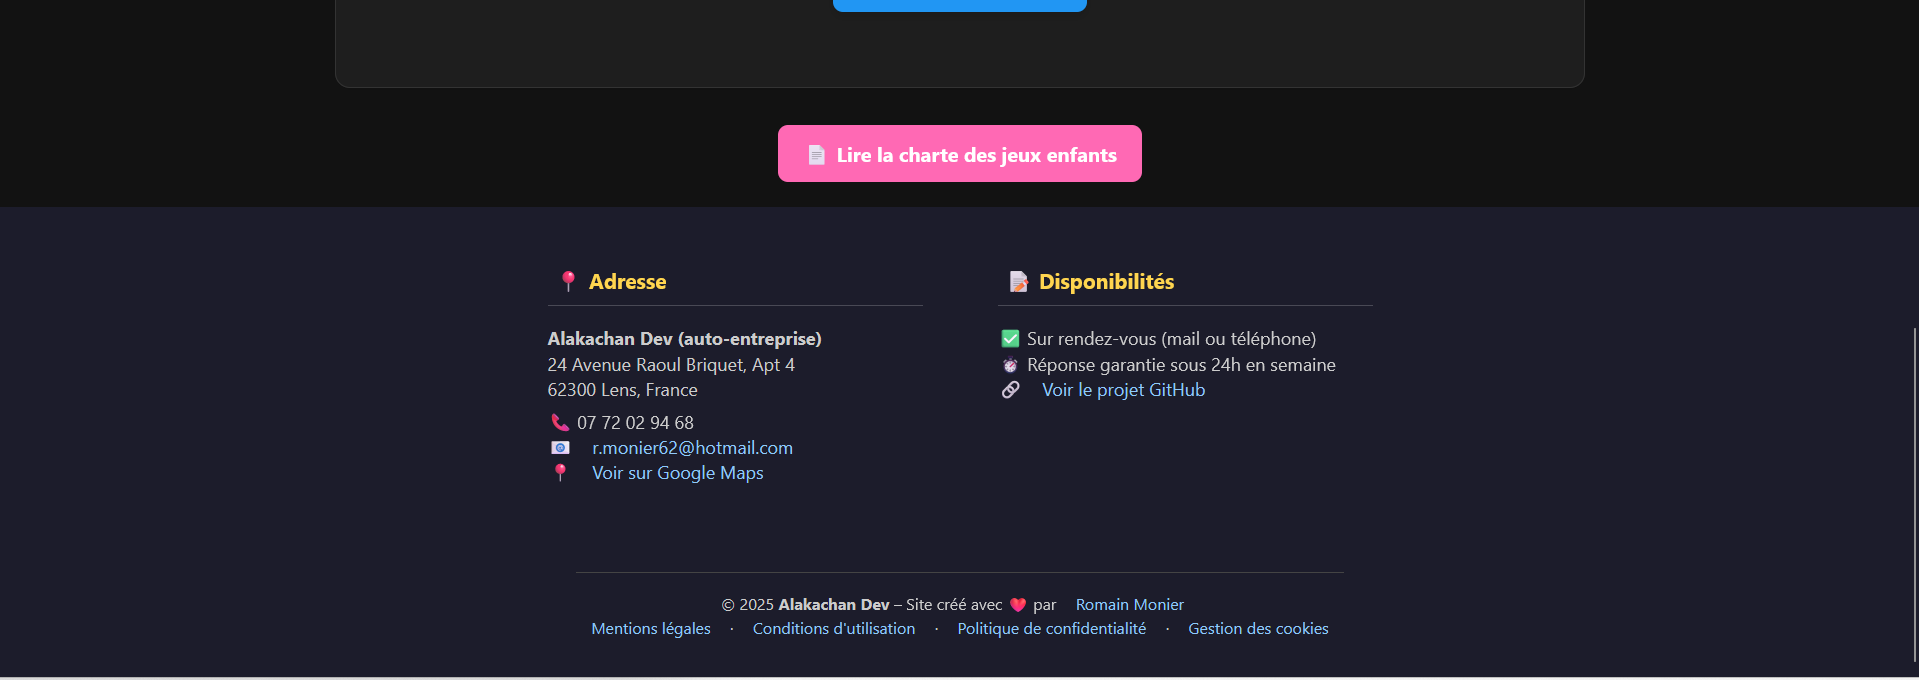 Lire la charte des jeux enfants
Adresse
Alakachan Dev (auto-entreprise)
24 Avenue Raoul Briquet, Apt 4
62300 Lens, France
07 72 02 94 68
r.monier62@hotmail.com
Voir sur Google Maps
Disponibilités
Sur rendez-vous (mail ou téléphone)
Réponse garantie sous 24h en semaine
Voir le projet GitHub
© 2025 Alakachan Dev – Site créé avec ❤️ par Romain Monier
Mentions légales · Conditions d'utilisation · Politique de confidentialité · Gestion des cookies